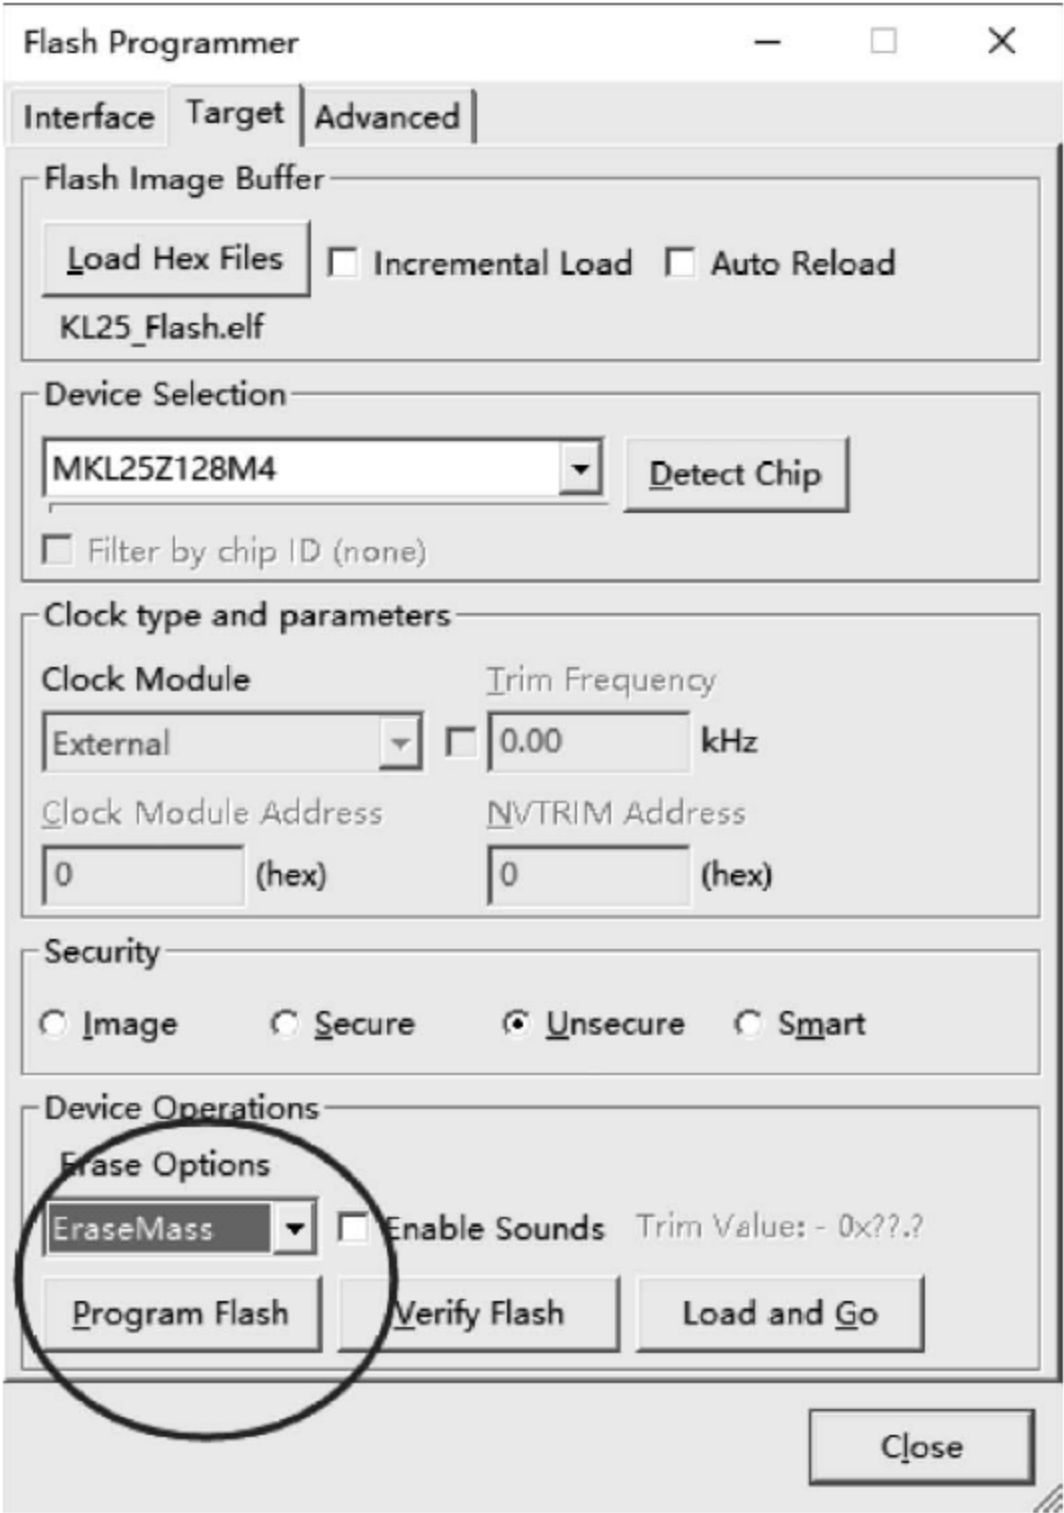 Flash Programmer
Interface Target Advanced
Flash Image Buffer
Load Hex Files Incremental Load Auto Reload
KL25_Flash.elf
Device Selection
MKL25Z128M4 Detect Chip
Filter by chip ID (none)
Clock type and parameters
Clock Module Trim Frequency
External 0.00 kHz
Clock Module Address NVTRIM Address
0 (hex) 0 (hex)
Security
Image Secure Unsecure Smart
Device Operations
Erase Options
EraseMass Enable Sounds Trim Value: - 0x??.?
Program Flash Verify Flash Load and Go
Close